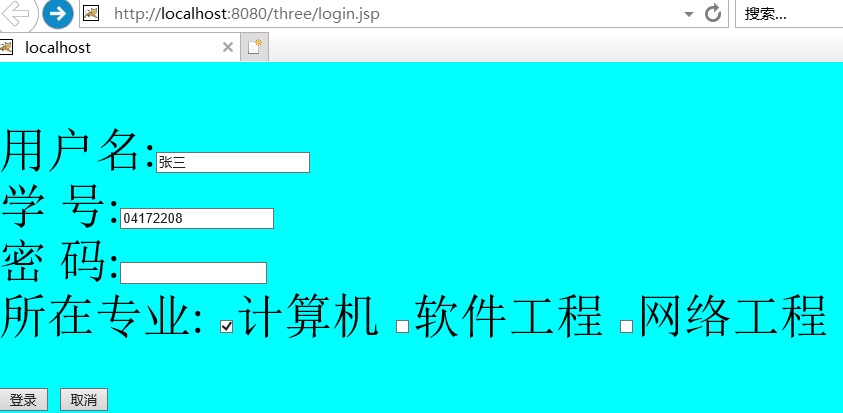 http://localhost:8080/three/login.jsp
搜索...
localhost
用户名:张三
学 号:04172208
密 码:
所在专业: 计算机 软件工程 网络工程
登录 取消